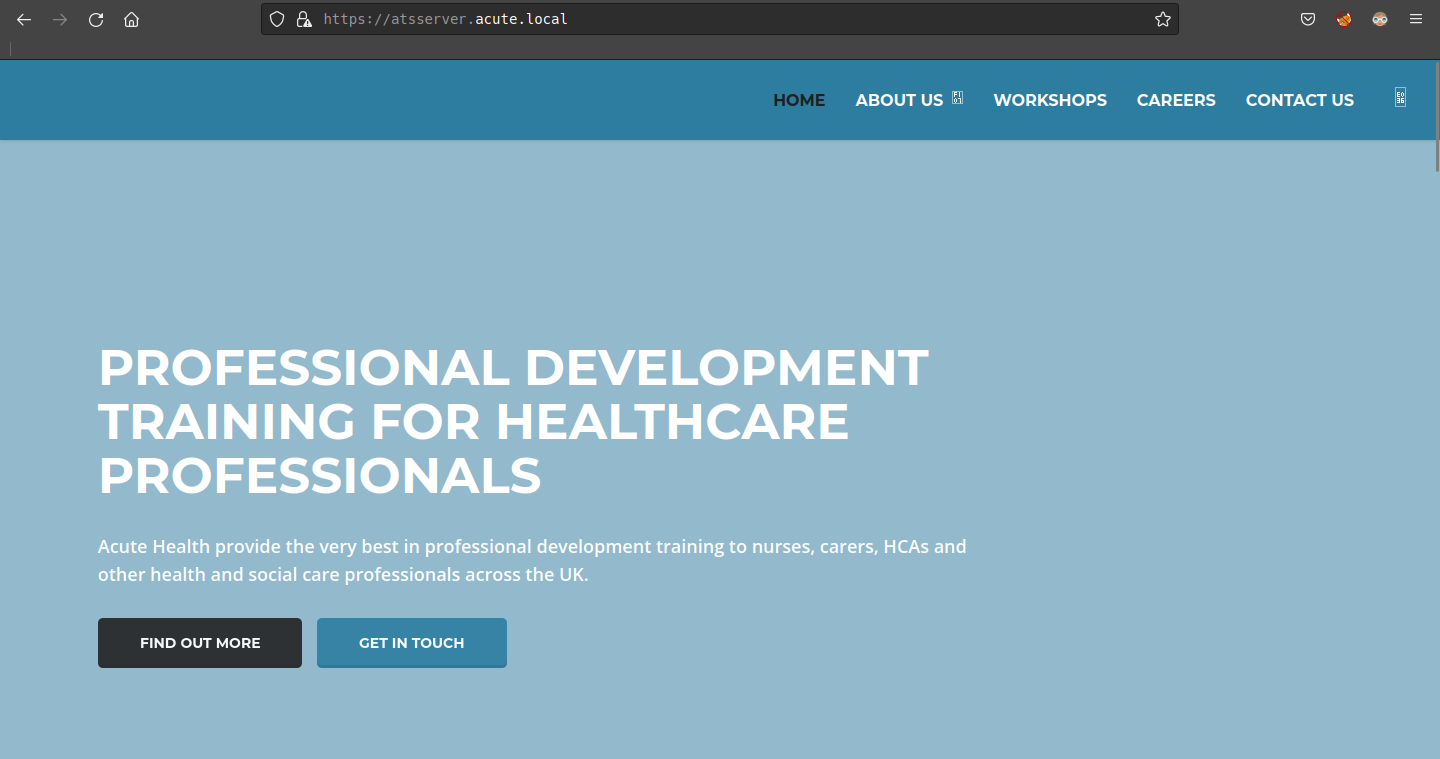 https://atsserver.acute.local
HOME ABOUT US WORKSHOPS CAREERS CONTACT US
PROFESSIONAL DEVELOPMENT
TRAINING FOR HEALTHCARE
PROFESSIONALS
Acute Health provide the very best in professional development training to nurses, carers, HCAs and
other health and social care professionals across the UK.
FIND OUT MORE GET IN TOUCH